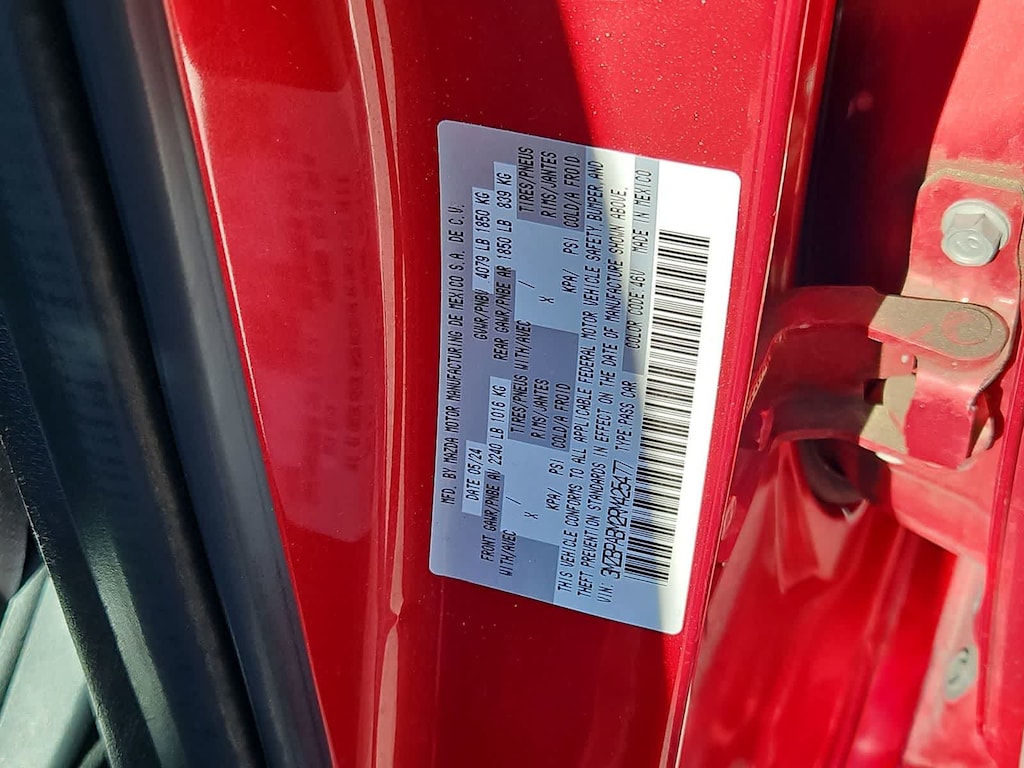 MFD. BY MAZDA MOTOR MANUFACTURING DE MEXICO S.A. DE C.V.
DATE 05/24 GVWR/PNBV 4079 LB 1850 KG
FRONT GAWR/PNBE AV 2240 LB 1016 KG REAR GAWR/PNBE AR 1850 LB 839 KG
WITH/AVEC TIRES/PNEUS WITH/AVEC TIRES/PNEUS
/ x RIMS/JANTES / x RIMS/JANTES
KPA/ PSI COLD/A FROID KPA/ PSI COLD/A FROID
THIS VEHICLE CONFORMS TO ALL APPLICABLE FEDERAL MOTOR VEHICLE SAFETY, BUMPER AND
THEFT PREVENTION STANDARDS IN EFFECT ON THE DATE OF MANUFACTURE SHOWN ABOVE.
VIN: TYPE:PASS CAR COLOR CODE 46V MADE IN MEXICO